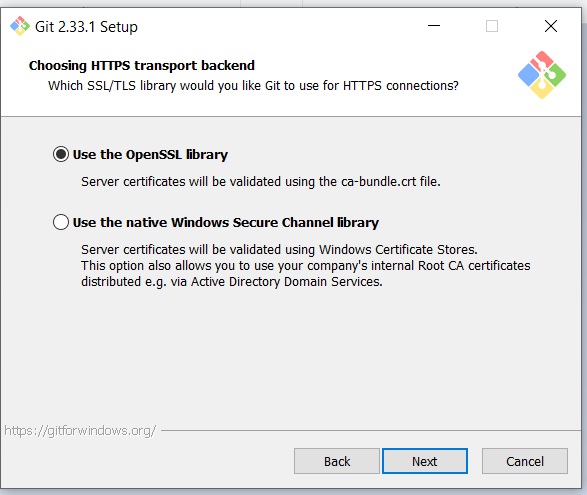 Git 2.33.1 Setup
Choosing HTTPS transport backend
Which SSL/TLS library would you like Git to use for HTTPS connections?
Use the OpenSSL library
Server certificates will be validated using the ca-bundle.crt file.
Use the native Windows Secure Channel library
Server certificates will be validated using Windows Certificate Stores.
This option also allows you to use your company's internal Root CA certificates
distributed e.g. via Active Directory Domain Services.
https://gitforwindows.org/
Back Next Cancel